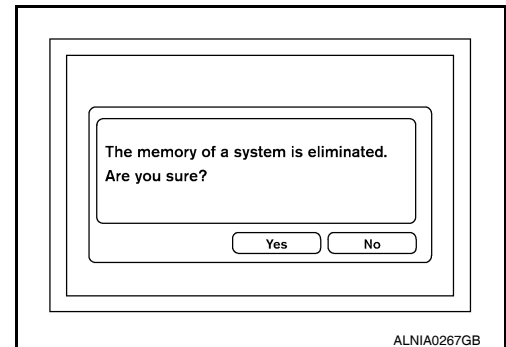 The memory of a system is eliminated.
Are you sure?
Yes No
ALNIA0267GB